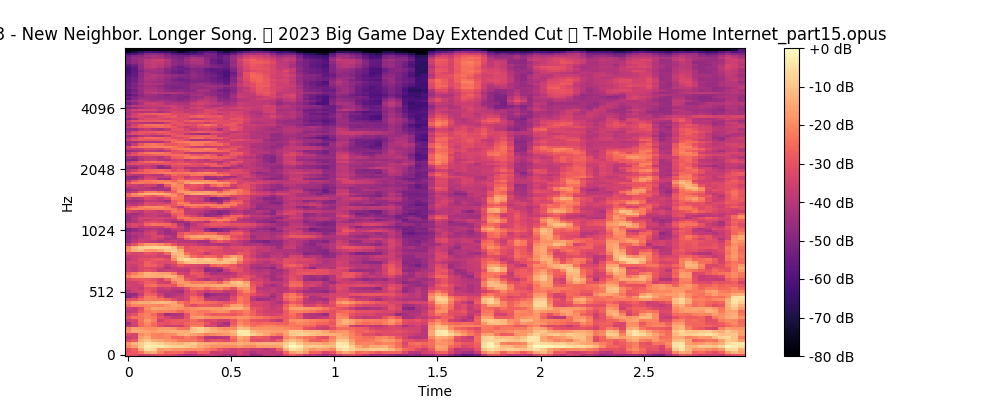 3 - New Neighbor. Longer Song. 2023 Big Game Day Extended Cut T-Mobile Home Internet_part15.opus
+0 dB
-10 dB
-20 dB
-30 dB
-40 dB
-50 dB
-60 dB
-70 dB
-80 dB
4096
2048
1024
512
0
Hz
0
0.5
1
1.5
2
2.5
Time